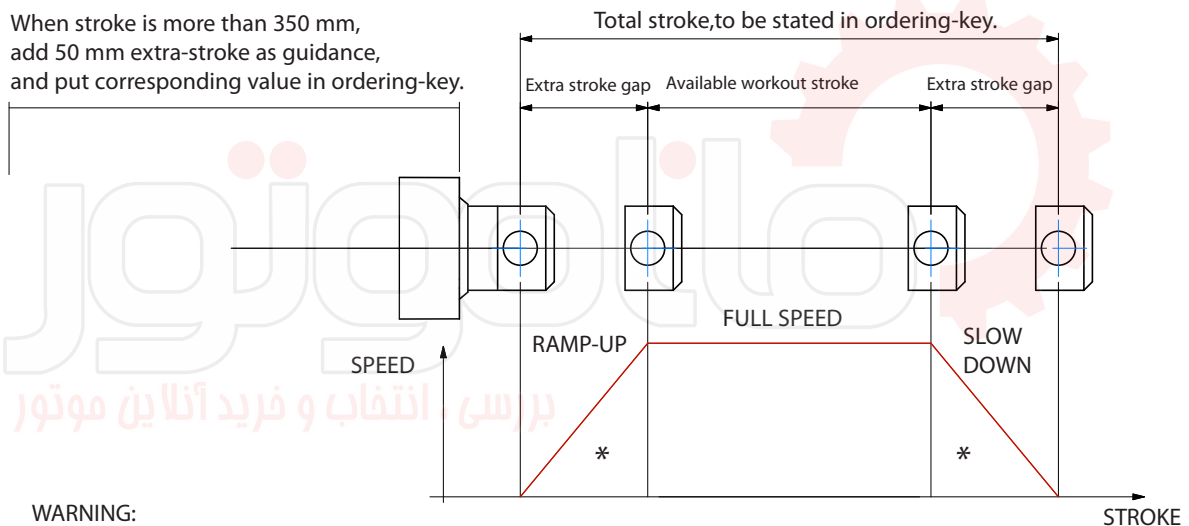 When stroke is more than 350 mm,
add 50 mm extra-stroke as guidance,
and put corresponding value in ordering-key.
Total stroke,to be stated in ordering-key.
Extra stroke gap
Available workout stroke
Extra stroke gap
ماناموتور
بررسی ، انتخاب و خرید آنلاین موتور
RAMP-UP
FULL SPEED
SLOW
DOWN
SPEED
*
*
STROKE
WARNING: